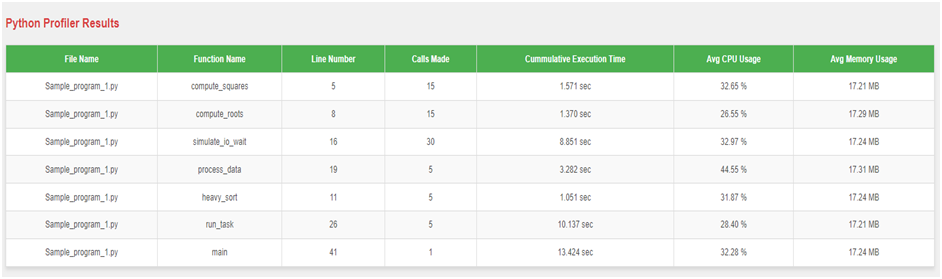 Python Profiler Results
File Name Function Name Line Number Calls Made Cummulative Execution Time Avg CPU Usage Avg Memory Usage
Sample_program_1.py compute_squares 5 15 1.571 sec 32.65 % 17.21 MB
Sample_program_1.py compute_roots 8 15 1.370 sec 26.55 % 17.29 MB
Sample_program_1.py simulate_io_wait 16 30 8.851 sec 32.97 % 17.24 MB
Sample_program_1.py process_data 19 5 3.282 sec 44.55 % 17.31 MB
Sample_program_1.py heavy_sort 11 5 1.051 sec 31.87 % 17.24 MB
Sample_program_1.py run_task 26 5 10.137 sec 28.40 % 17.21 MB
Sample_program_1.py main 41 1 13.424 sec 32.28 % 17.24 MB